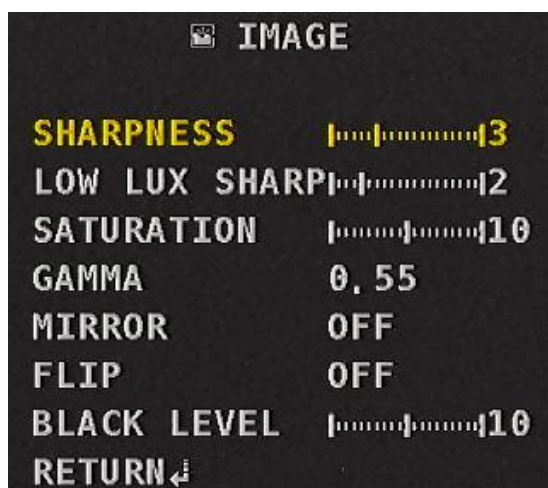 IMAGE
SHARPNESS 3
LOW LUX SHARP 2
SATURATION 10
GAMMA 0.55
MIRROR OFF
FLIP OFF
BLACK LEVEL 10
RETURN↲